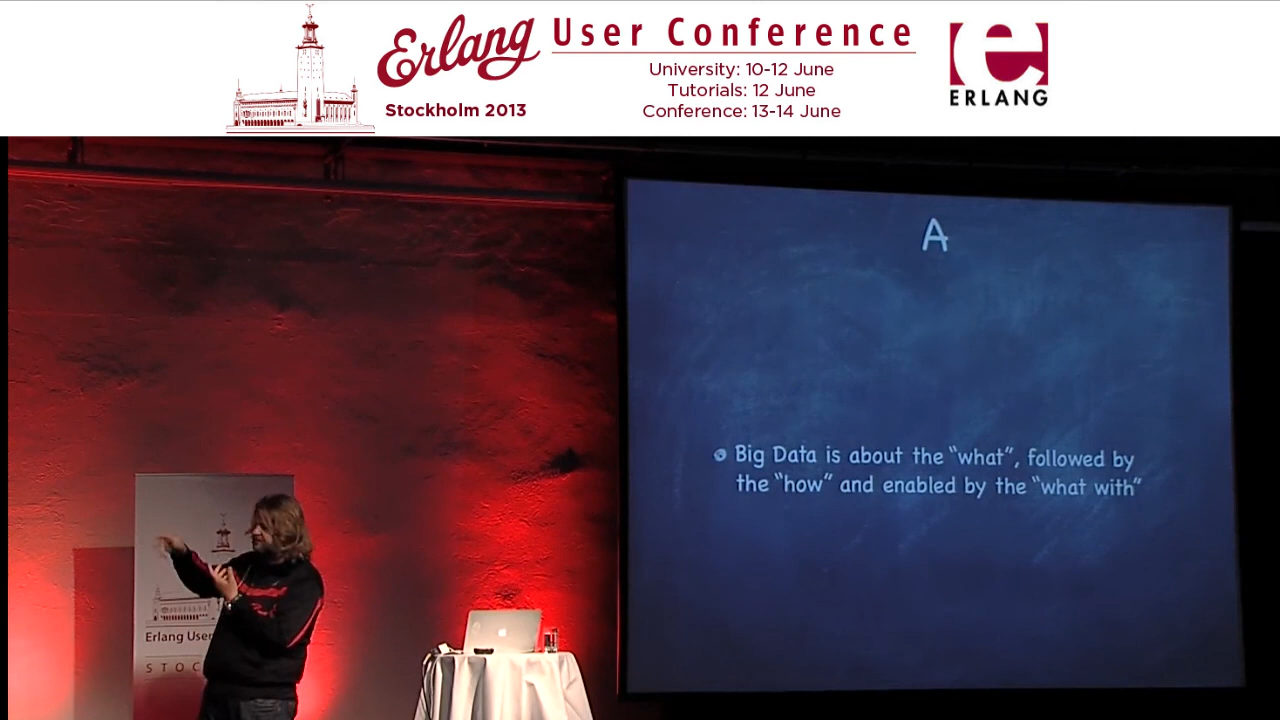 Erlang
User Conference
Stockholm 2013
University: 10-12 June
Tutorials: 12 June
Conference: 13-14 June
e
ERLANG
A
Big Data is about the “what”, followed by
the “how” and enabled by the “what with”
Erlang User
STOC